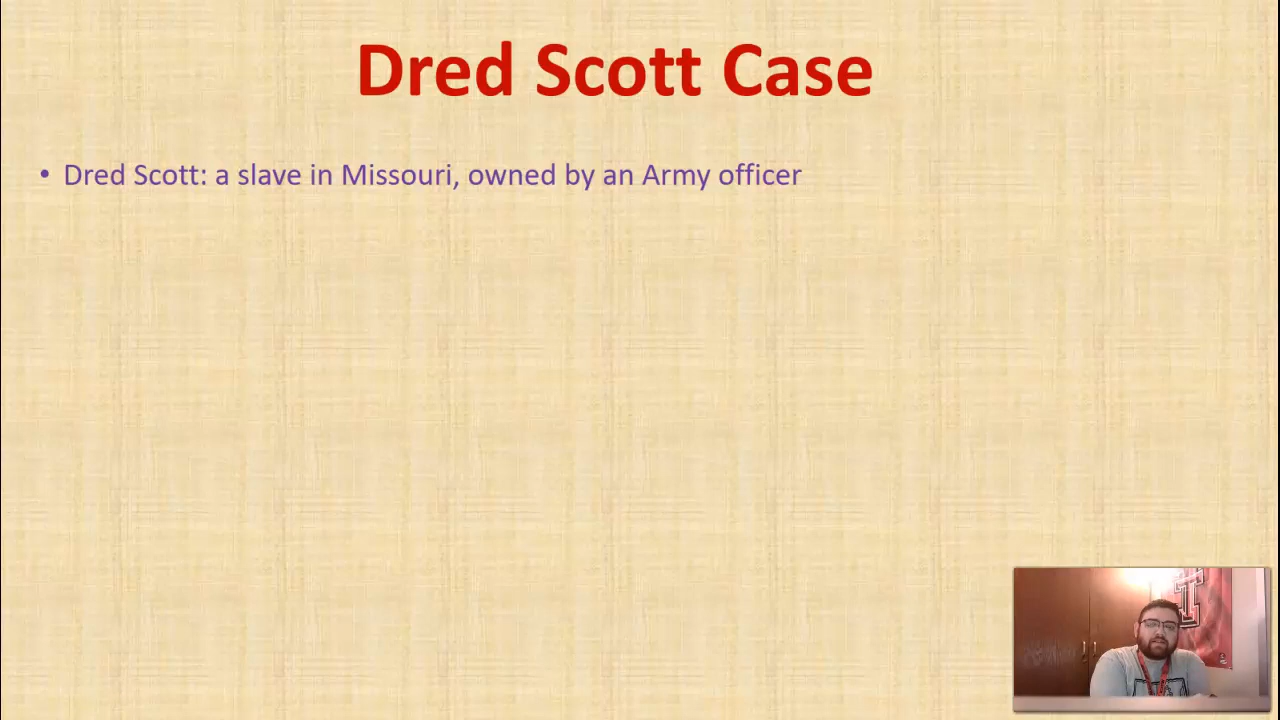 Dred Scott Case
• Dred Scott: a slave in Missouri, owned by an Army officer